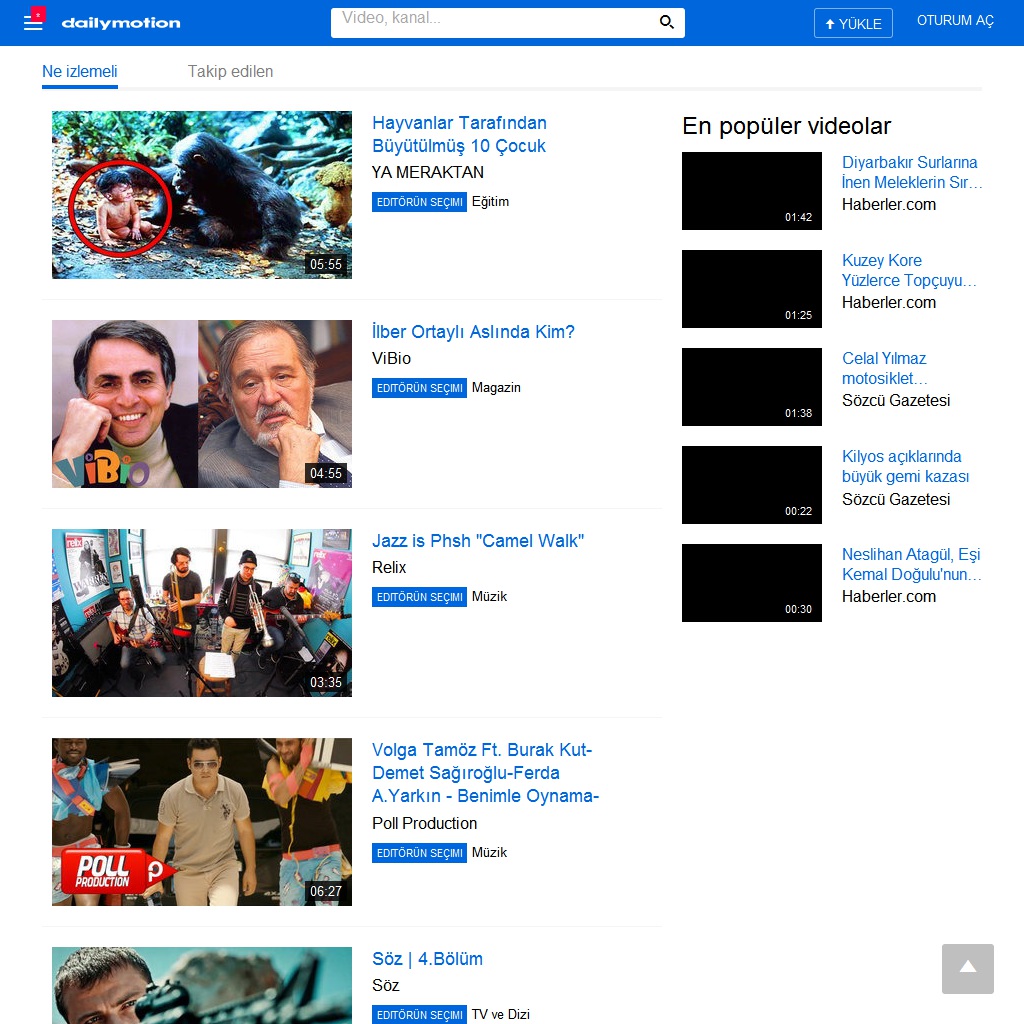 dailymotion
Video, kanal...
YÜKLE
OTURUM AÇ
Ne izlemeli
Takip edilen
05:55
Hayvanlar Tarafından
Büyütülmüş 10 Çocuk
YA MERAKTAN
EDITÖRÜN SEÇIMI Eğitim
ViBio
04:55
İlber Ortaylı Aslında Kim?
ViBio
EDITÖRÜN SEÇIMI Magazin
relix
03:35
Jazz is Phsh "Camel Walk"
Relix
EDITÖRÜN SEÇIMI Müzik
POLL
PRODUCTION
06:27
Volga Tamöz Ft. Burak Kut-
Demet Sağıroğlu-Ferda
A.Yarkın - Benimle Oynama-
Poll Production
EDITÖRÜN SEÇIMI Müzik
Söz | 4.Bölüm
Söz
EDITÖRÜN SEÇIMI TV ve Dizi
En popüler videolar
01:42
Diyarbakır Surlarına
İnen Meleklerin Sır...
Haberler.com
01:25
Kuzey Kore
Yüzlerce Topçuyu...
Haberler.com
01:38
Celal Yılmaz
motosiklet...
Sözcü Gazetesi
00:22
Kilyos açıklarında
büyük gemi kazası
Sözcü Gazetesi
00:30
Neslihan Atagül, Eşi
Kemal Doğulu'nun...
Haberler.com